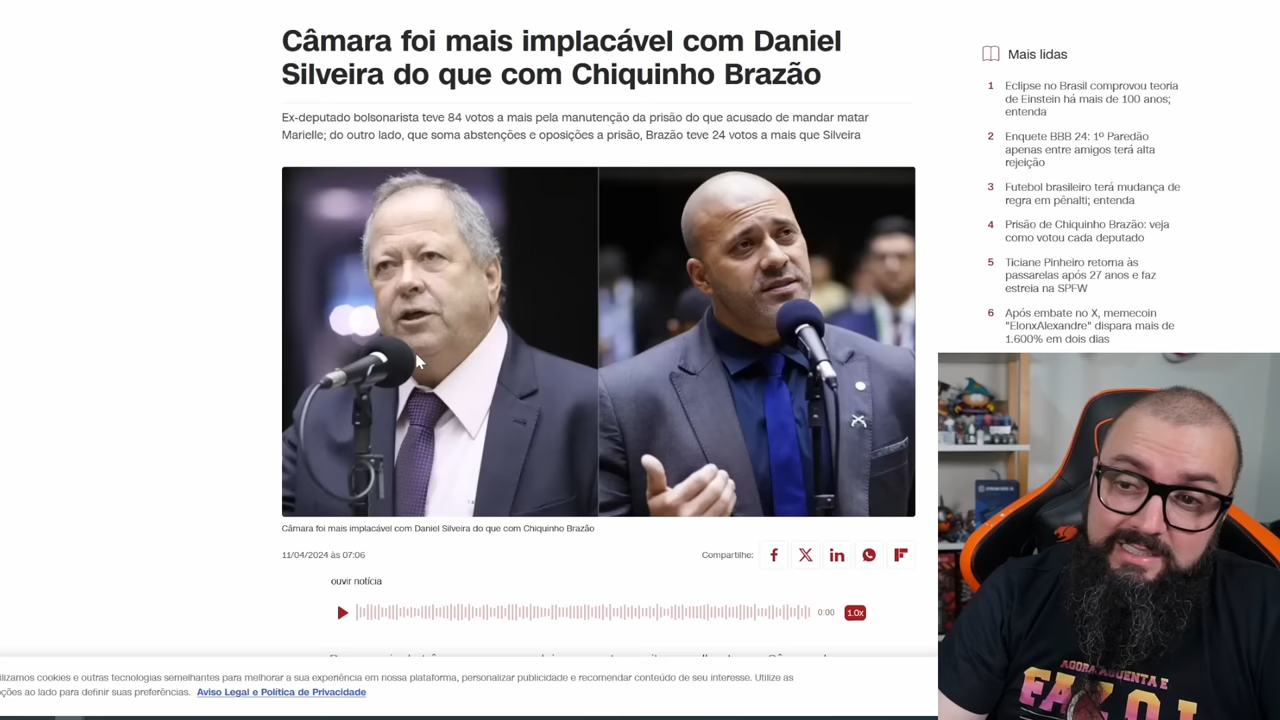 Câmara foi mais implacável com Daniel
Silveira do que com Chiquinho Brazão
Ex-deputado bolsonarista teve 84 votos a mais pela manutenção da prisão do que acusado de mandar matar
Marielle; do outro lado, que soma abstenções e oposições a prisão, Brazão teve 24 votos a mais que Silveira
Câmara foi mais implacável com Daniel Silveira do que com Chiquinho Brazão
11/04/2024 às 07:06
Compartilhe:
ouvir notícia
0:00
1.0x
Mais lidas
1 Eclipse no Brasil comprovou teoria
de Einstein há mais de 100 anos;
entenda
2 Enquete BBB 24: 1º Paredão
apenas entre amigos terá alta
rejeição
3 Futebol brasileiro terá mudança de
regra em pênalti; entenda
4 Prisão de Chiquinho Brazão: veja
como votou cada deputado
5 Ticiane Pinheiro retorna às
passarelas após 27 anos e faz
estreia na SPFW
6 Após embate no X, memecoin
"ElonxAlexandre" dispara mais de
1.600% em dois dias
AGORA AGUENTA E
FAZ O L
ilizamos cookies e outras tecnologias semelhantes para melhorar a sua experiência em nossa plataforma, personalizar publicidade e recomendar conteúdo de seu interesse. Utilize as
ções ao lado para definir suas preferências. Aviso Legal e Política de Privacidade